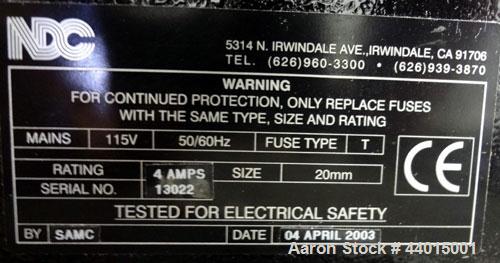 NDC
5314 N. IRWINDALE AVE.,IRWINDALE, CA 91706
TEL. (626)960-3300 • (626)939-3870
WARNING
FOR CONTINUED PROTECTION, ONLY REPLACE FUSES
WITH THE SAME TYPE, SIZE AND RATING
MAINS 115V 50/60Hz FUSE TYPE T
RATING 4 AMPS SIZE 20mm
SERIAL NO. 13022
CE
TESTED FOR ELECTRICAL SAFETY
BY SAMC DATE 04 APRIL 2003
Aaron Stock # 44015001